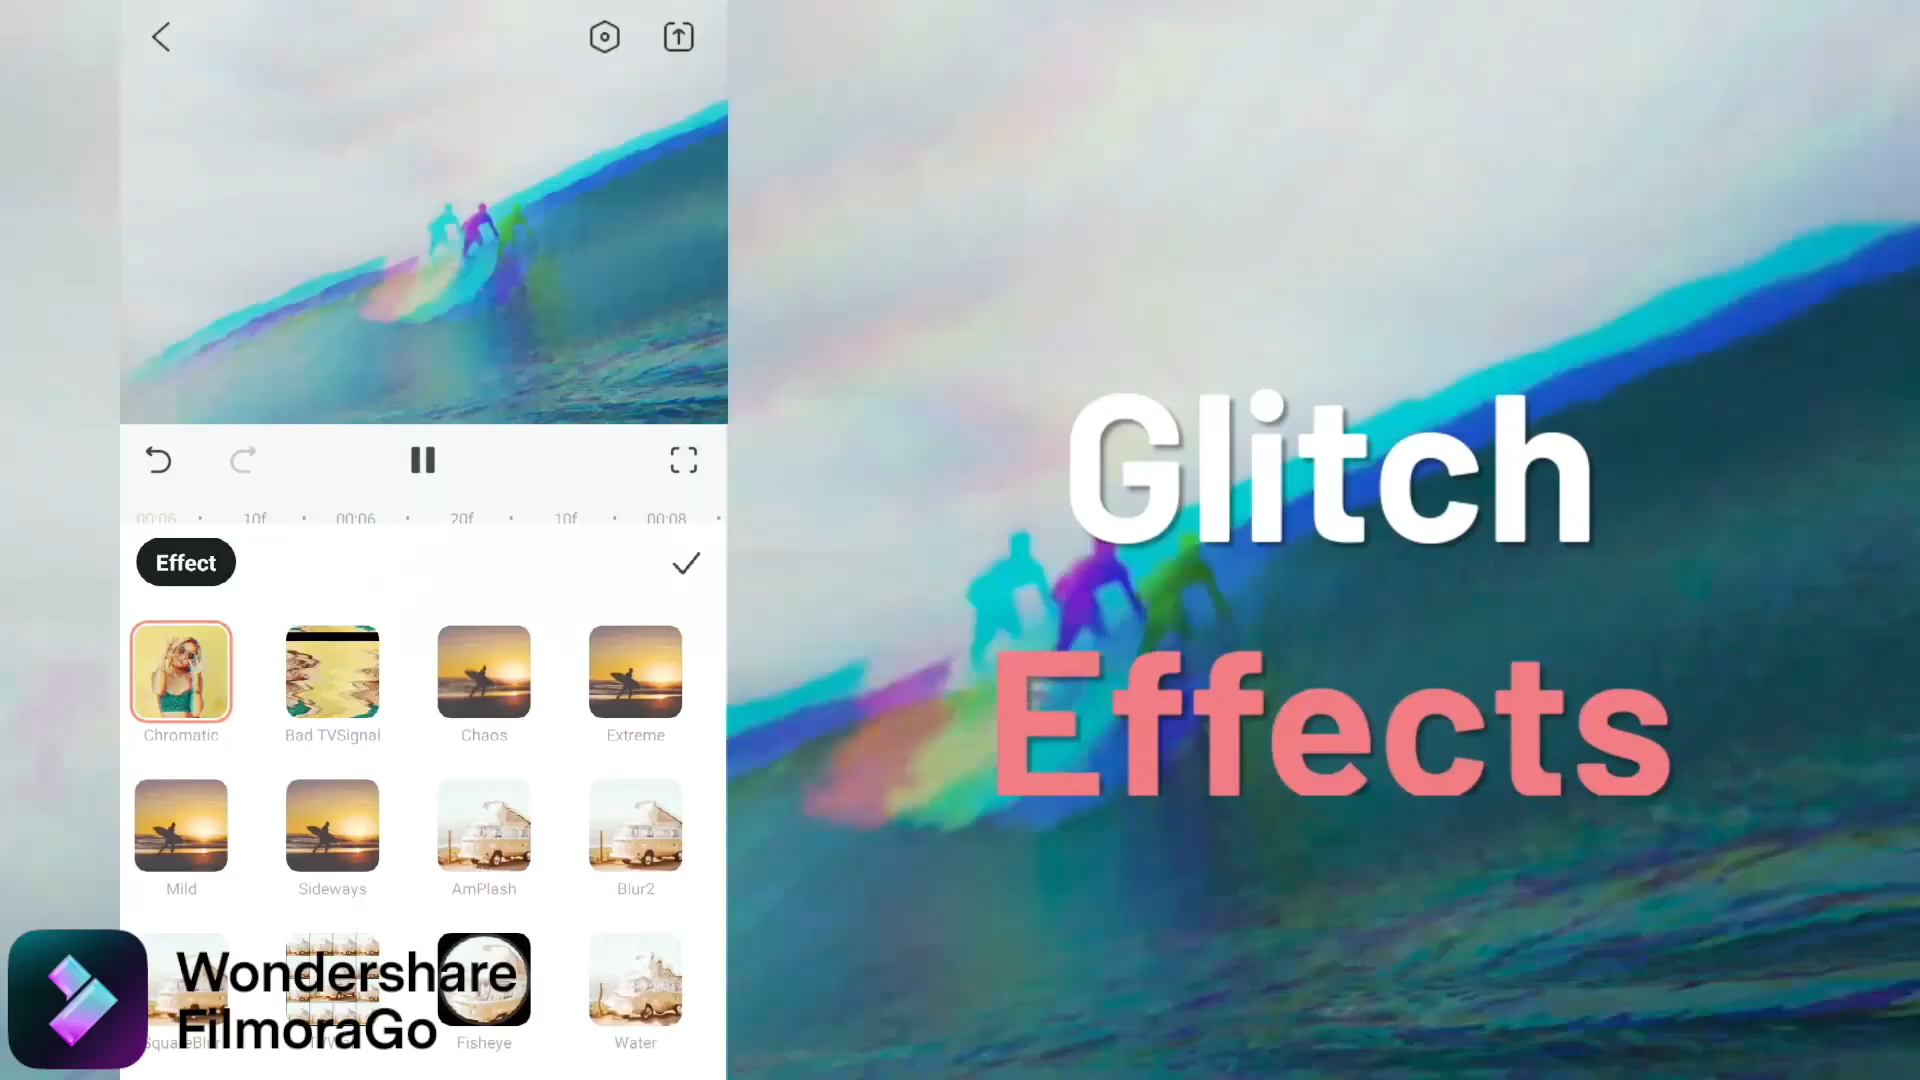 00:06 10f 00:06 20f 10f 00:08
Effect
Chromatic Bad TVSignal Chaos Extreme
Mild Sideways AmPlash Blur2
SquareBlur Fisheye Water
Glitch
Effects
Wondershare
FilmoraGo